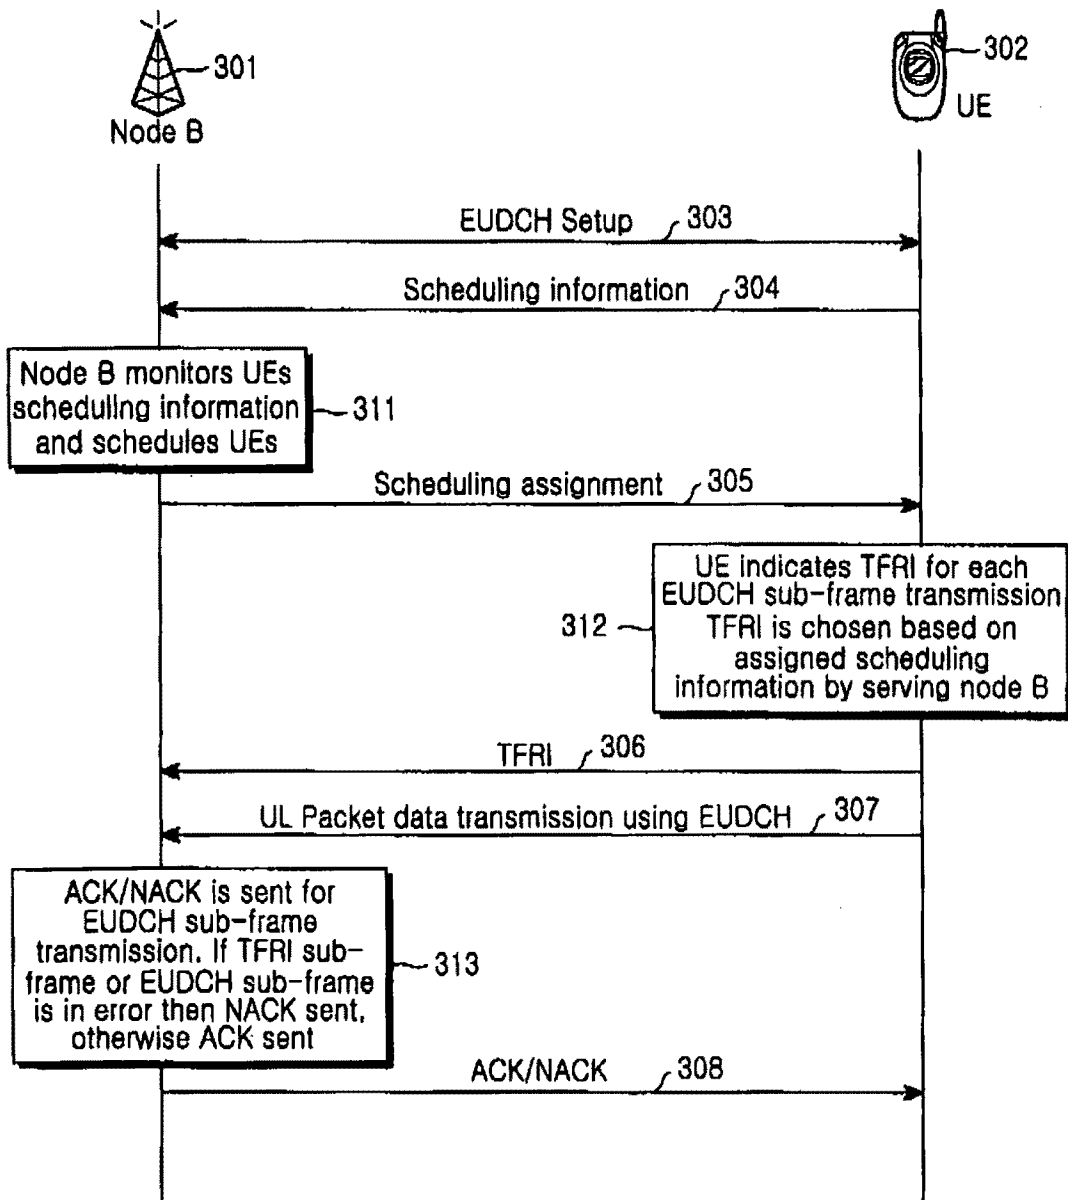 301
Node B
302
UE
EUDCH Setup 303
Scheduling information 304
Node B monitors UEs
scheduling information
and schedules UEs
311
Scheduling assignment 305
UE indicates TFRI for each
EUDCH sub-frame transmission
TFRI is chosen based on
assigned scheduling
information by serving node B
312
TFRI 306
UL Packet data transmission using EUDCH 307
ACK/NACK is sent for
EUDCH sub-frame
transmission. If TFRI sub-
frame or EUDCH sub-frame
is in error then NACK sent,
otherwise ACK sent
313
ACK/NACK 308